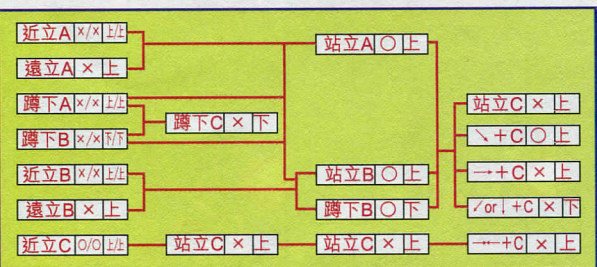 近立A ×/× 上/上
站立A ○ 上
遠立A × 上
蹲下A ×/× 上/上
站立C × 上
蹲下C × 下
↘+C ○ 上
蹲下B ×/× 下/下
近立B ×/× 上/上
站立B ○ 上
→+C × 上
遠立B × 上
蹲下B ○ 下
↙or↓+C × 下
近立C ○/○ 上/上
站立C × 上
站立C × 上
+C × 上